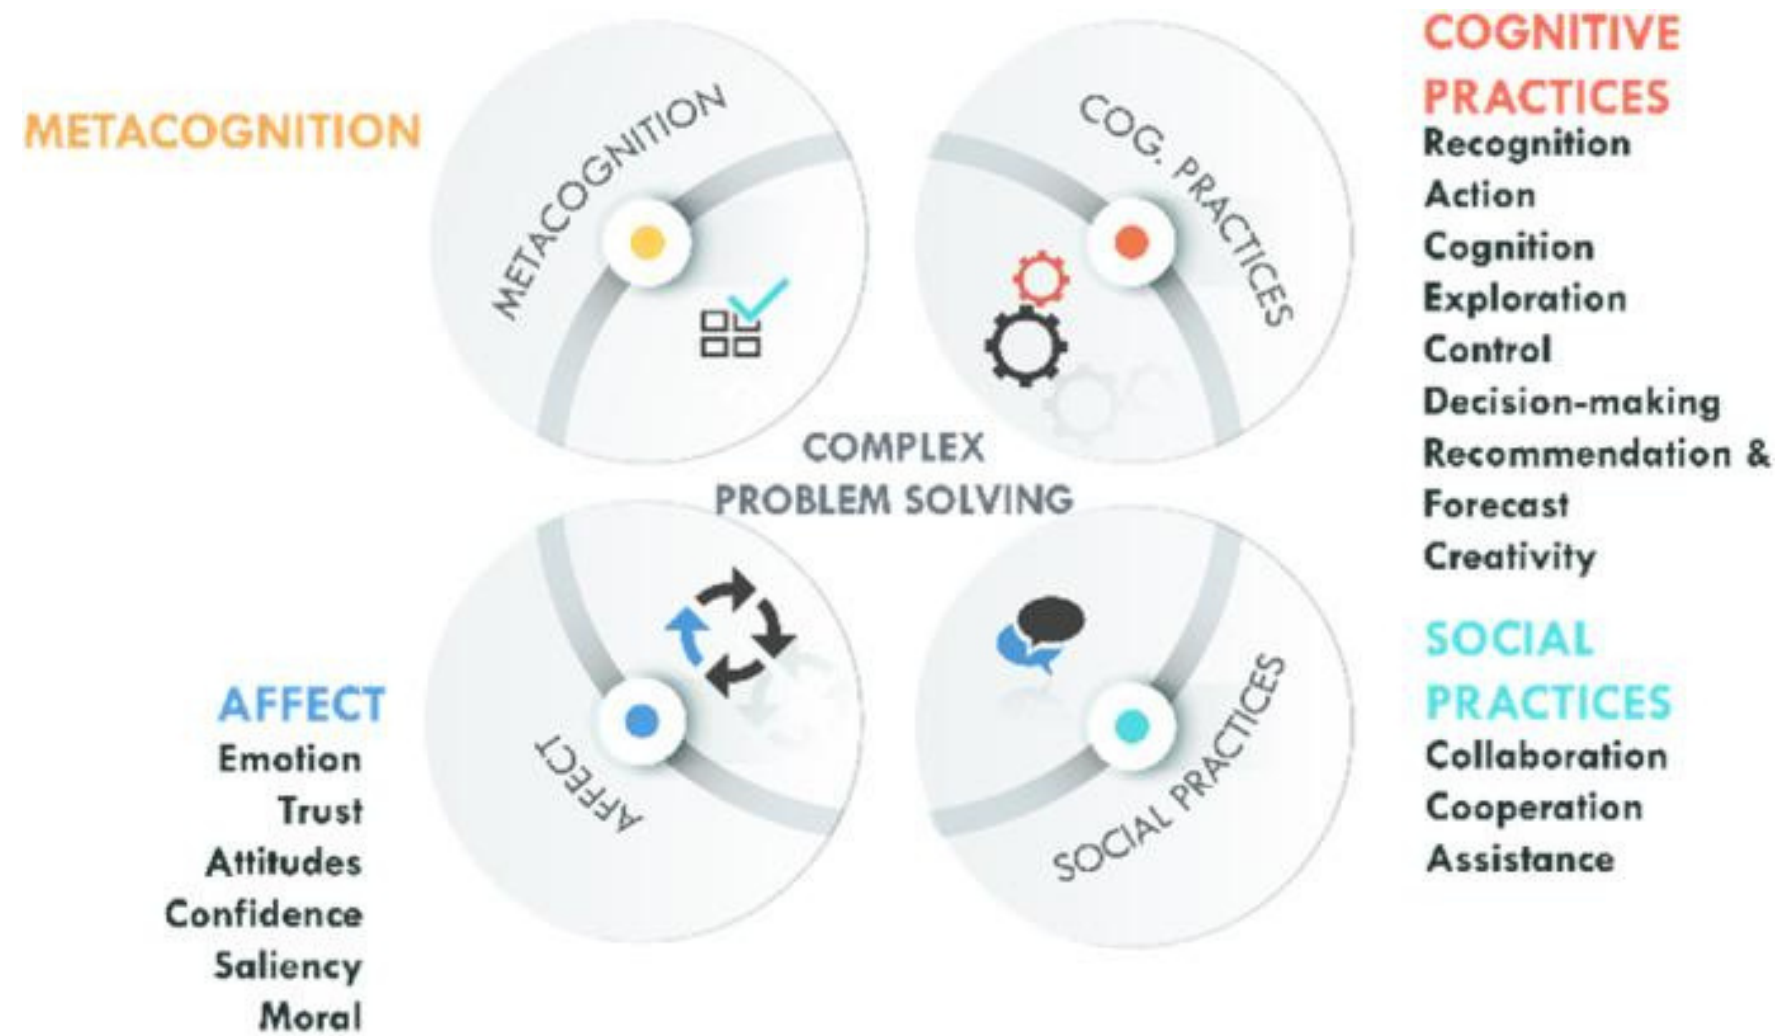 METACOGNITION
METACOGNITION
COG. PRACTICES
COGNITIVE
PRACTICES
Recognition
Action
Cognition
Exploration
Control
Decision-making
Recommendation &
Forecast
Creativity
COMPLEX
PROBLEM SOLVING
AFFECT
Emotion
Trust
Attitudes
Confidence
Saliency
Moral
AFFECT
SOCIAL PRACTICES
SOCIAL
PRACTICES
Collaboration
Cooperation
Assistance